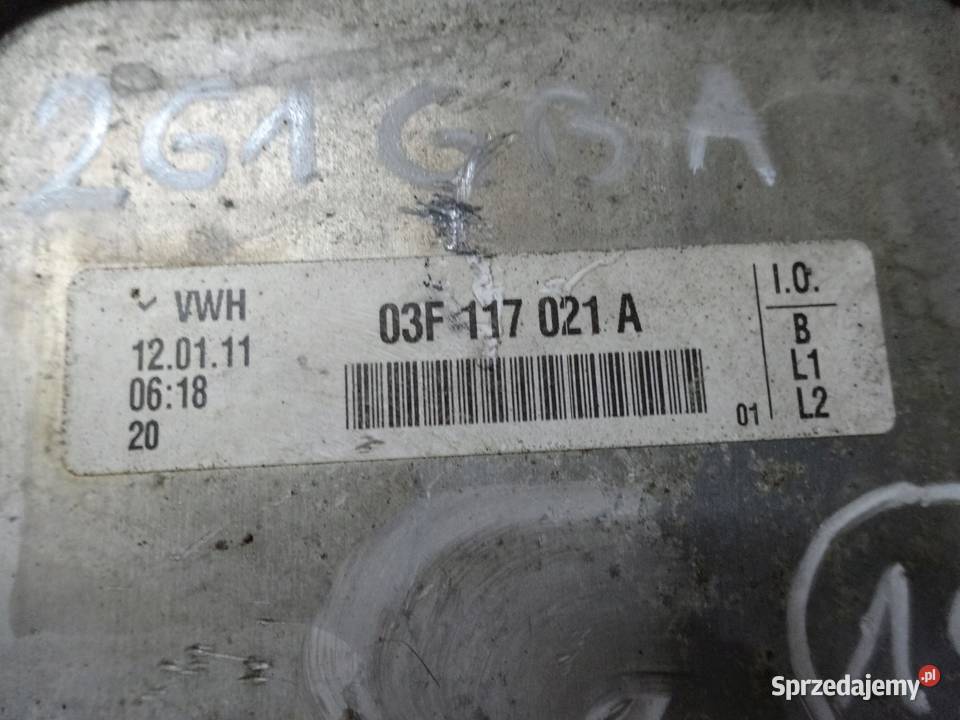 2G1 GBA
VWH
12.01.11
06:18
20
03F 117 021 A
01
I.O.
B
L1
L2
Sprzedajemy.pl